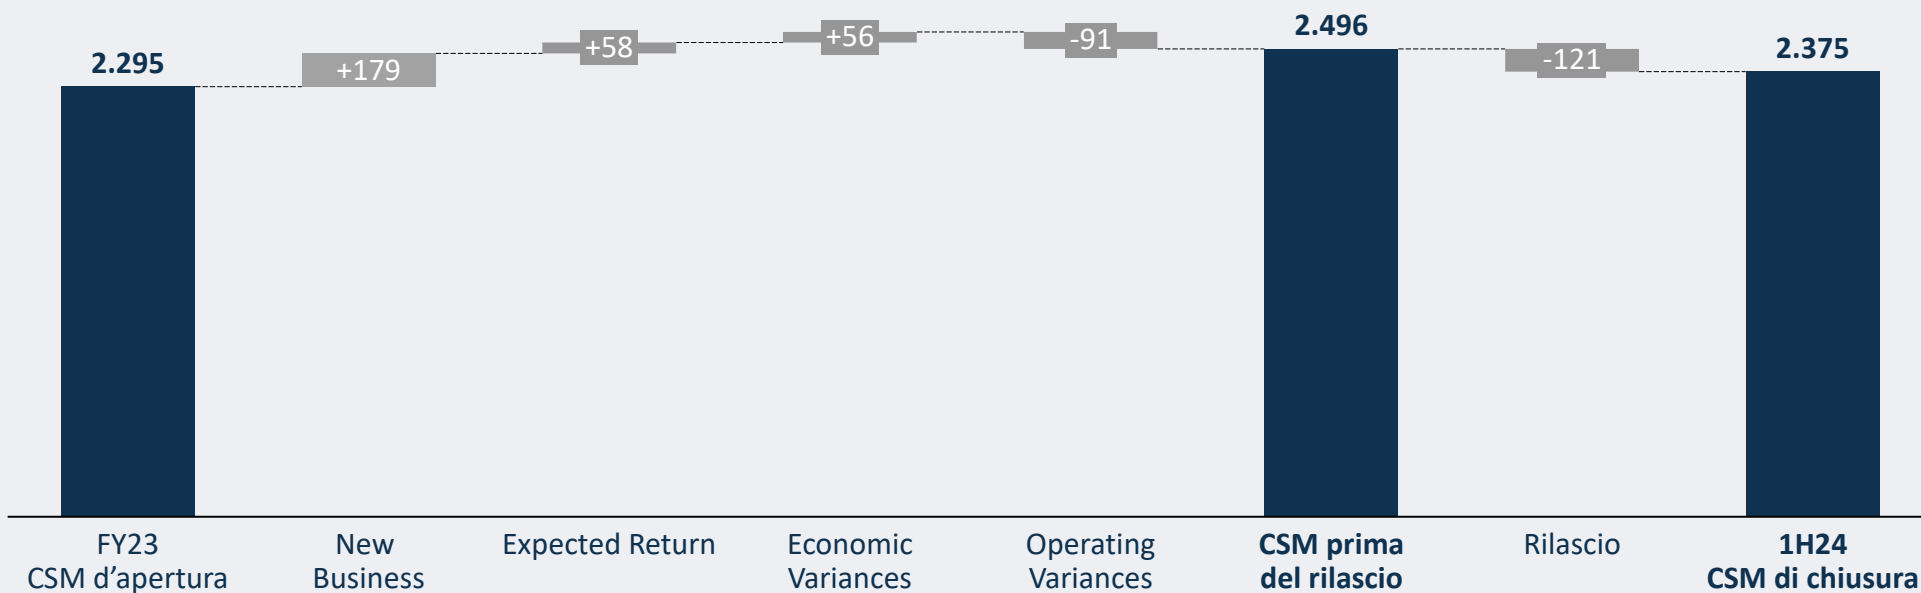 2.295
+179
+58
+56
-91
2.496
-121
2.375
FY23
CSM d’apertura
New
Business
Expected Return
Economic
Variances
Operating
Variances
CSM prima
del rilascio
Rilascio
1H24
CSM di chiusura